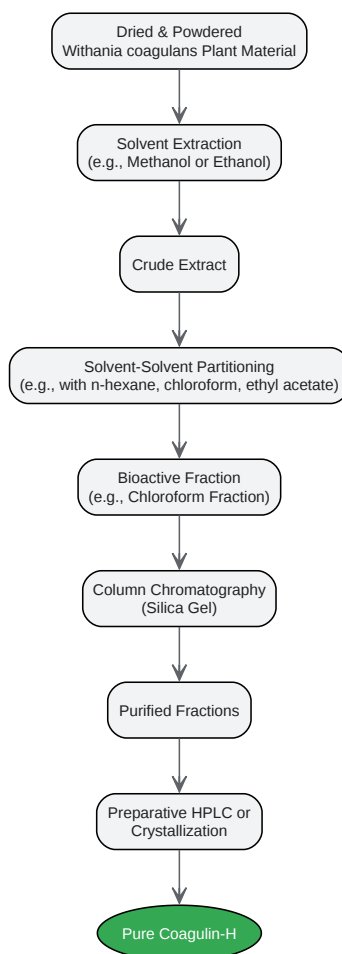 Dried & Powdered
Withania coagulans Plant Material
Solvent Extraction
(e.g., Methanol or Ethanol)
Crude Extract
Solvent-Solvent Partitioning
(e.g., with n-hexane, chloroform, ethyl acetate)
Bioactive Fraction
(e.g., Chloroform Fraction)
Column Chromatography
(Silica Gel)
Purified Fractions
Preparative HPLC or
Crystallization
Pure Coagulin-H